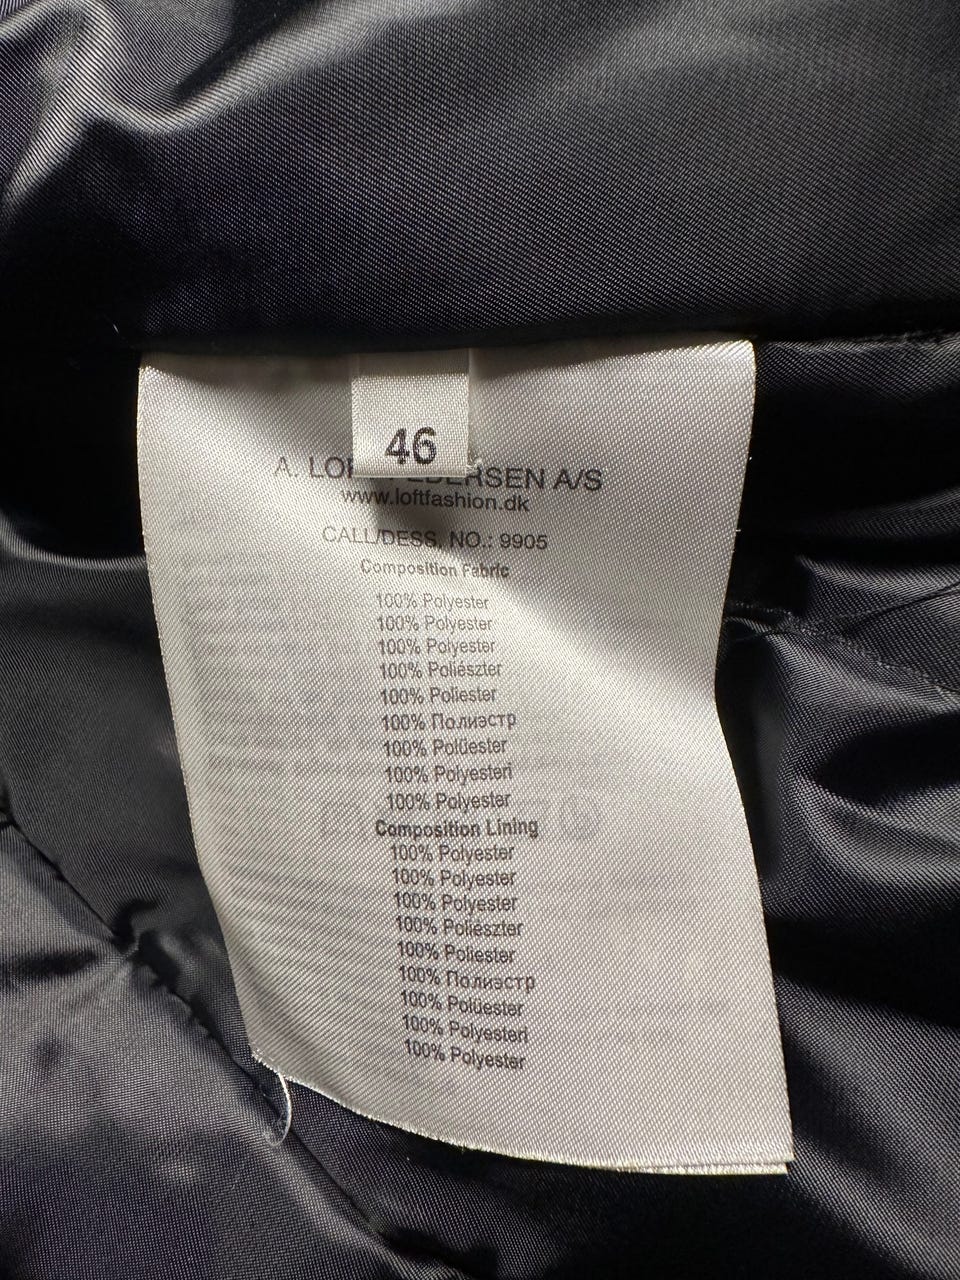 46
A. LOF PEDERSEN A/S
www.loftfashion.dk
CALL/DESS, NO.: 9905
Composition Fabric
100% Polyester
100% Polyester
100% Polyester
100% Poliészter
100% Poliester
100% Полиэстр
100% Polüester
100% Polyesteri
100% Polyester
Composition Lining
100% Polyester
100% Polyester
100% Polyester
100% Poliészter
100% Poliester
100% Полиэстр
100% Polüester
100% Polyesteri
100% Polyester